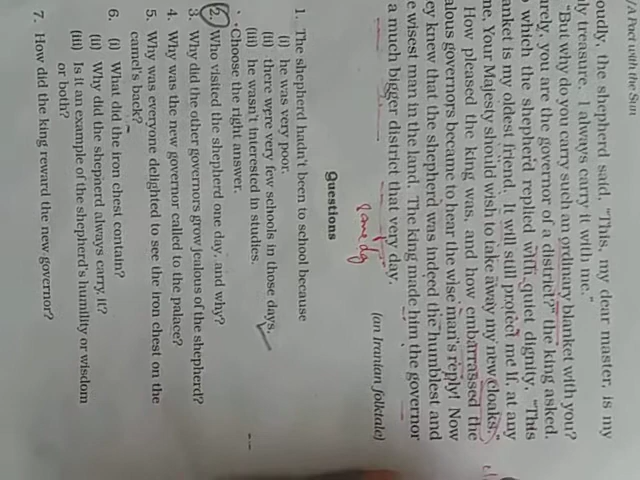 /A Pact with the Sun
oudly, the shepherd said, "This, my dear master, is my
ly treasure. I always carry it with me."
"But why do you carry such an ordinary blanket with you?
rely, you are the governor of a district?" the king asked.
o which the shepherd replied with quiet dignity, "This
anket is my oldest friend. It will still protect me if, at any
me, Your Majesty should wish to take away my new cloaks."
How pleased the king was, and how embarrassed the
alous governors became to hear the wise man's reply! Now
ey knew that the shepherd was indeed the humblest and
e wisest man in the land. The king made him the governor
a much bigger district that very day.
same day
(an Iranian folktale)
Questions
1. The shepherd hadn't been to school because
(i) he was very poor.
(ii) there were very few schools in those days.
(iii) he wasn't interested in studies.
Choose the right answer.
2. Who visited the shepherd one day, and why?
3. Why did the other governors grow jealous of the shepherd?
4. Why was the new governor called to the palace?
5. Why was everyone delighted to see the iron chest on the
camel's back?
6. (i) What did the iron chest contain?
(ii) Why did the shepherd always carry it?
(iii) Is it an example of the shepherd's humility or wisdom
or both?
7. How did the king reward the new governor?